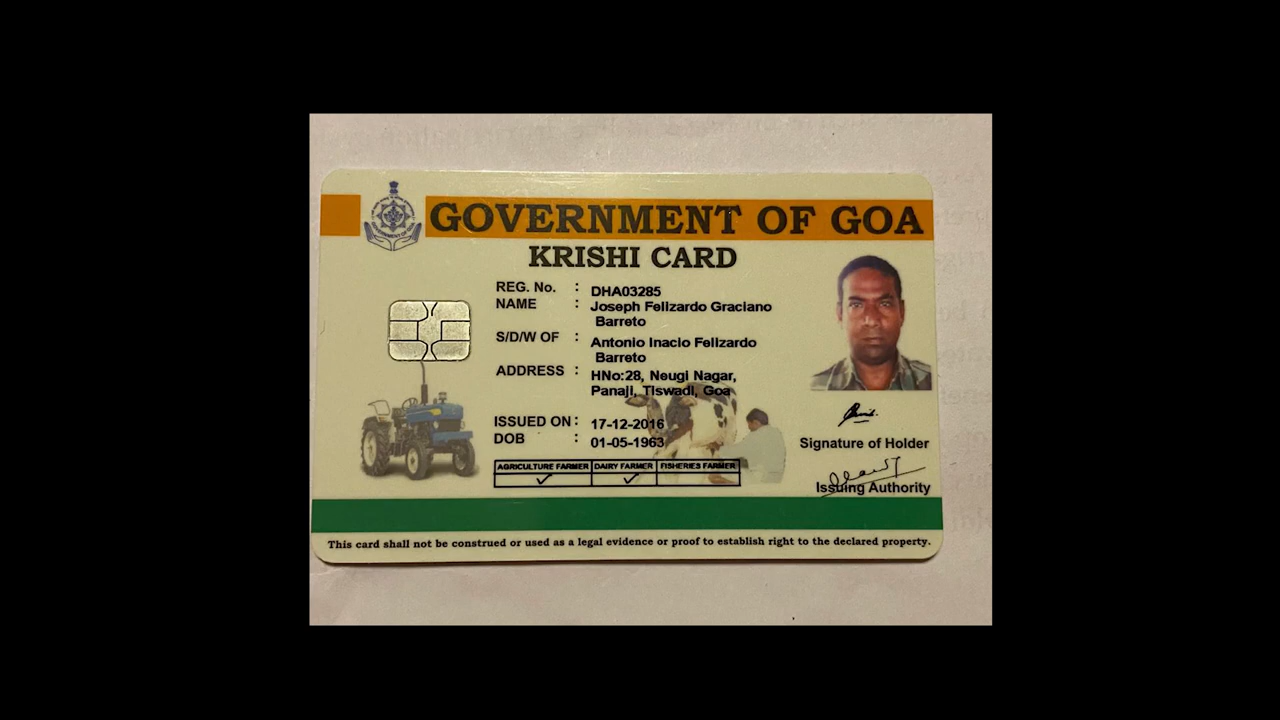 GOVERNMENT OF GOA
KRISHI CARD
REG. No. : DHA03285
NAME : Joseph Felizardo Graciano
Barreto
S/D/W OF : Antonio Inacio Felizardo
Barreto
ADDRESS : HNo:28, Neugi Nagar,
Panaji, Tiswadi, Goa
ISSUED ON : 17-12-2016
DOB : 01-05-1963
AGRICULTURE FARMER DAIRY FARMER FISHERIES FARMER
✓ ✓
Signature of Holder
Issuing Authority
This card shall not be construed or used as a legal evidence or proof to establish right to the declared property.